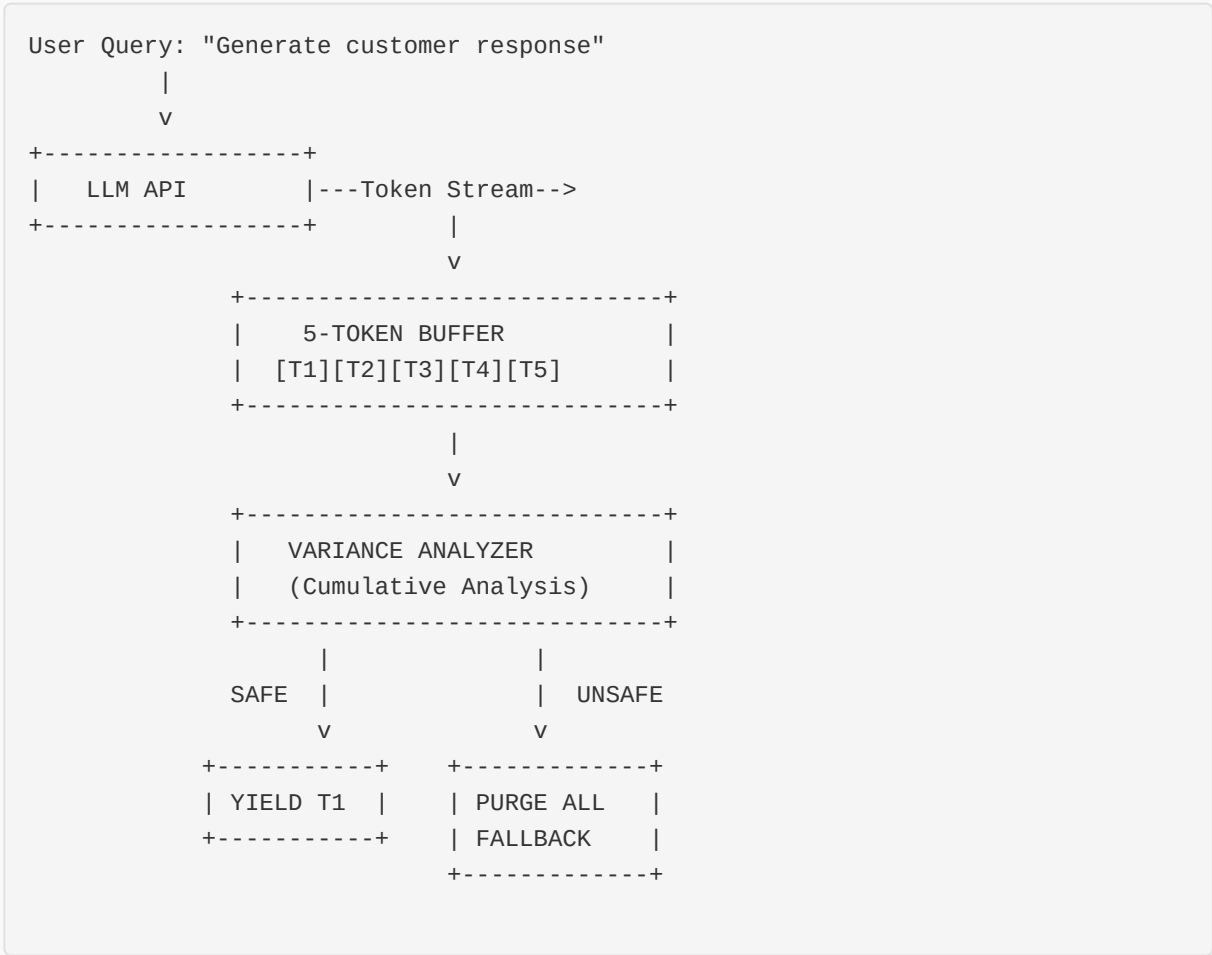 User Query: "Generate customer response"
         |
         v
+------------------+
|   LLM API        |---Token Stream-->
+------------------+         |
                             v
              +-----------------------------+
              |     5-TOKEN BUFFER           |
              |   [T1][T2][T3][T4][T5]       |
              +-----------------------------+
                             |
                             v
              +-----------------------------+
              |    VARIANCE ANALYZER         |
              |    (Cumulative Analysis)     |
              +-----------------------------+
                    |              |
              SAFE  |              |  UNSAFE
                    v              v
            +-----------+    +-------------+
            | YIELD T1  |    | PURGE ALL   |
            +-----------+    | FALLBACK    |
                             +-------------+